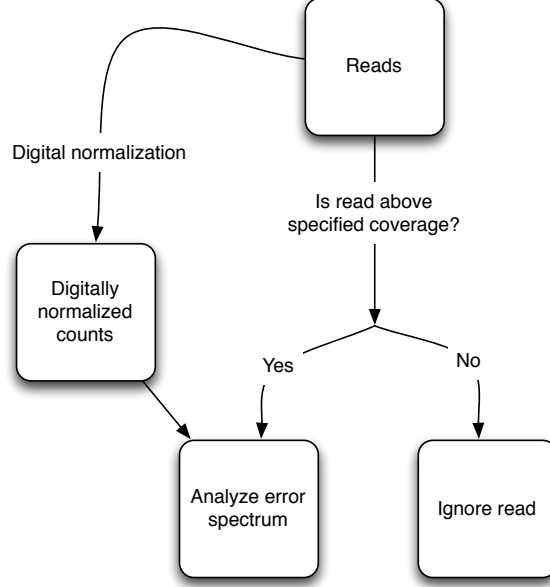 Reads
Digital normalization
Is read above
specified coverage?
Digitally
normalized
counts
Yes
No
Analyze error
spectrum
Ignore read